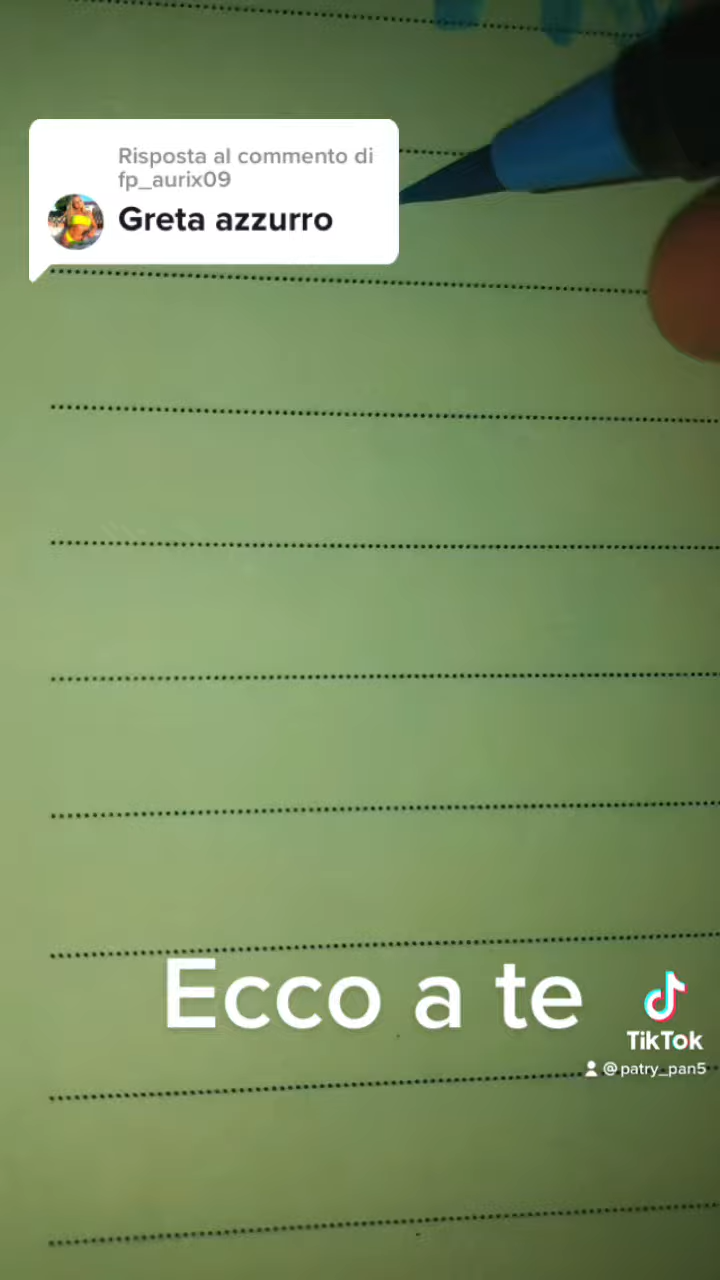 Risposta al commento di
fp_aurix09
Greta azzurro
Ecco a te
TikTok
@patry_pan5